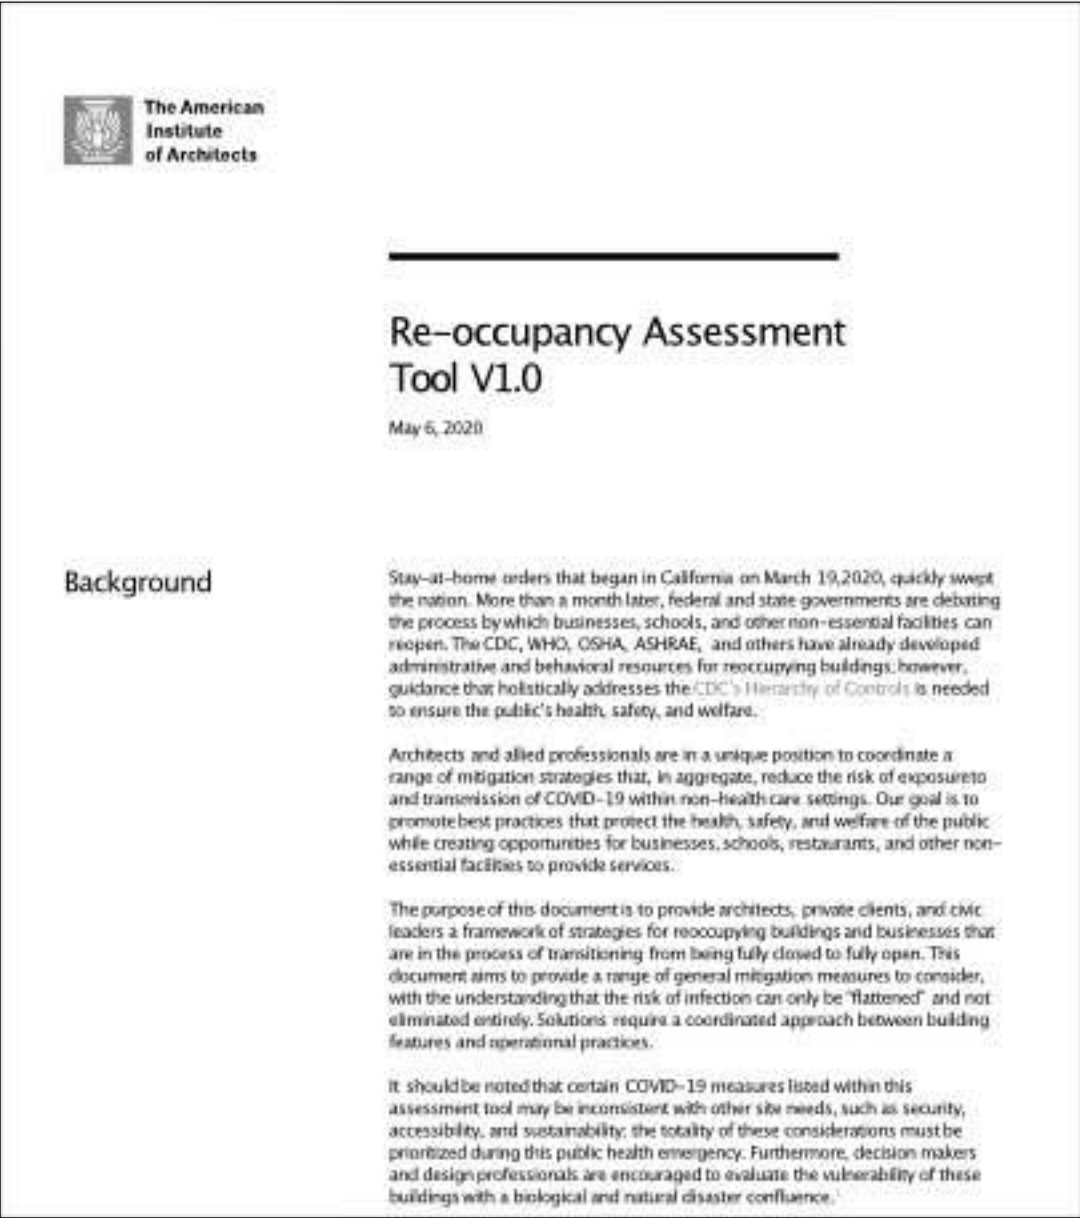 The American
Institute
of Architects
Re-occupancy Assessment
Tool V1.0
May 6, 2020
Background
Stay-at-home orders that began in California on March 19,2020, quickly swept
the nation. More than a month later, federal and state governments are debating
the process by which businesses, schools, and other non-essential facilities can
reopen. The CDC, WHO, OSHA, ASHRAE, and others have already developed
administrative and behavioral resources for reoccupying buildings; however,
guidance that holistically addresses the CDC's Hierarchy of Controls is needed
to ensure the public's health, safety, and welfare.
Architects and allied professionals are in a unique position to coordinate a
range of mitigation strategies that, in aggregate, reduce the risk of exposureto
and transmission of COVID-19 within non-health care settings. Our goal is to
promote best practices that protect the health, safety, and welfare of the public
while creating opportunities for businesses, schools, restaurants, and other non-
essential facilities to provide services.
The purpose of this document is to provide architects, private clients, and civic
leaders a framework of strategies for reoccupying buildings and businesses that
are in the process of transitioning from being fully closed to fully open. This
document aims to provide a range of general mitigation measures to consider,
with the understanding that the risk of infection can only be "flattened" and not
eliminated entirely. Solutions require a coordinated approach between building
features and operational practices.
It should be noted that certain COVID-19 measures listed within this
assessment tool may be inconsistent with other site needs, such as security,
accessibility, and sustainability; the totality of these considerations must be
prioritized during this public health emergency. Furthermore, decision makers
and design professionals are encouraged to evaluate the vulnerability of these
buildings with a biological and natural disaster confluence.